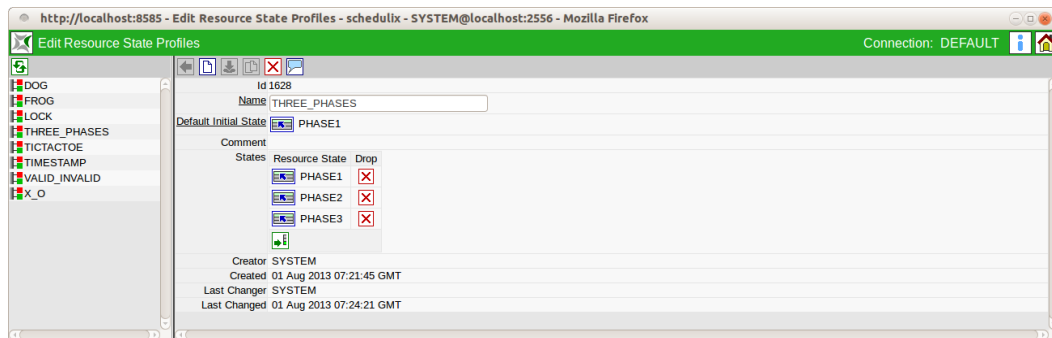 http://localhost:8585 - Edit Resource State Profiles - schedulix - SYSTEM@localhost:2556 - Mozilla Firefox
Edit Resource State Profiles
Connection: DEFAULT
DOG
FROG
LOCK
THREE_PHASES
TICTACTOE
TIMESTAMP
VALID_INVALID
X_O
Id 1628
Name THREE_PHASES
Default Initial State PHASE1
Comment
States Resource State Drop
PHASE1
PHASE2
PHASE3
Creator SYSTEM
Created 01 Aug 2013 07:21:45 GMT
Last Changer SYSTEM
Last Changed 01 Aug 2013 07:24:21 GMT